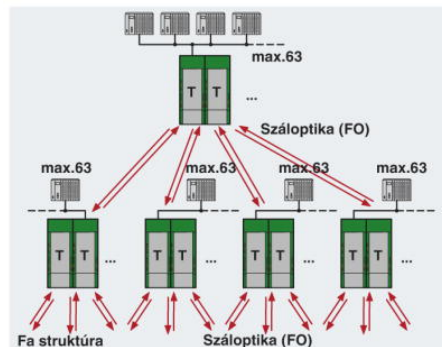 max.63
T T ...
Száloptika (FO)
max.63 max.63 max.63 max.63
T T ... T T ... T T ... T T ...
Fa struktúra Száloptika (FO)